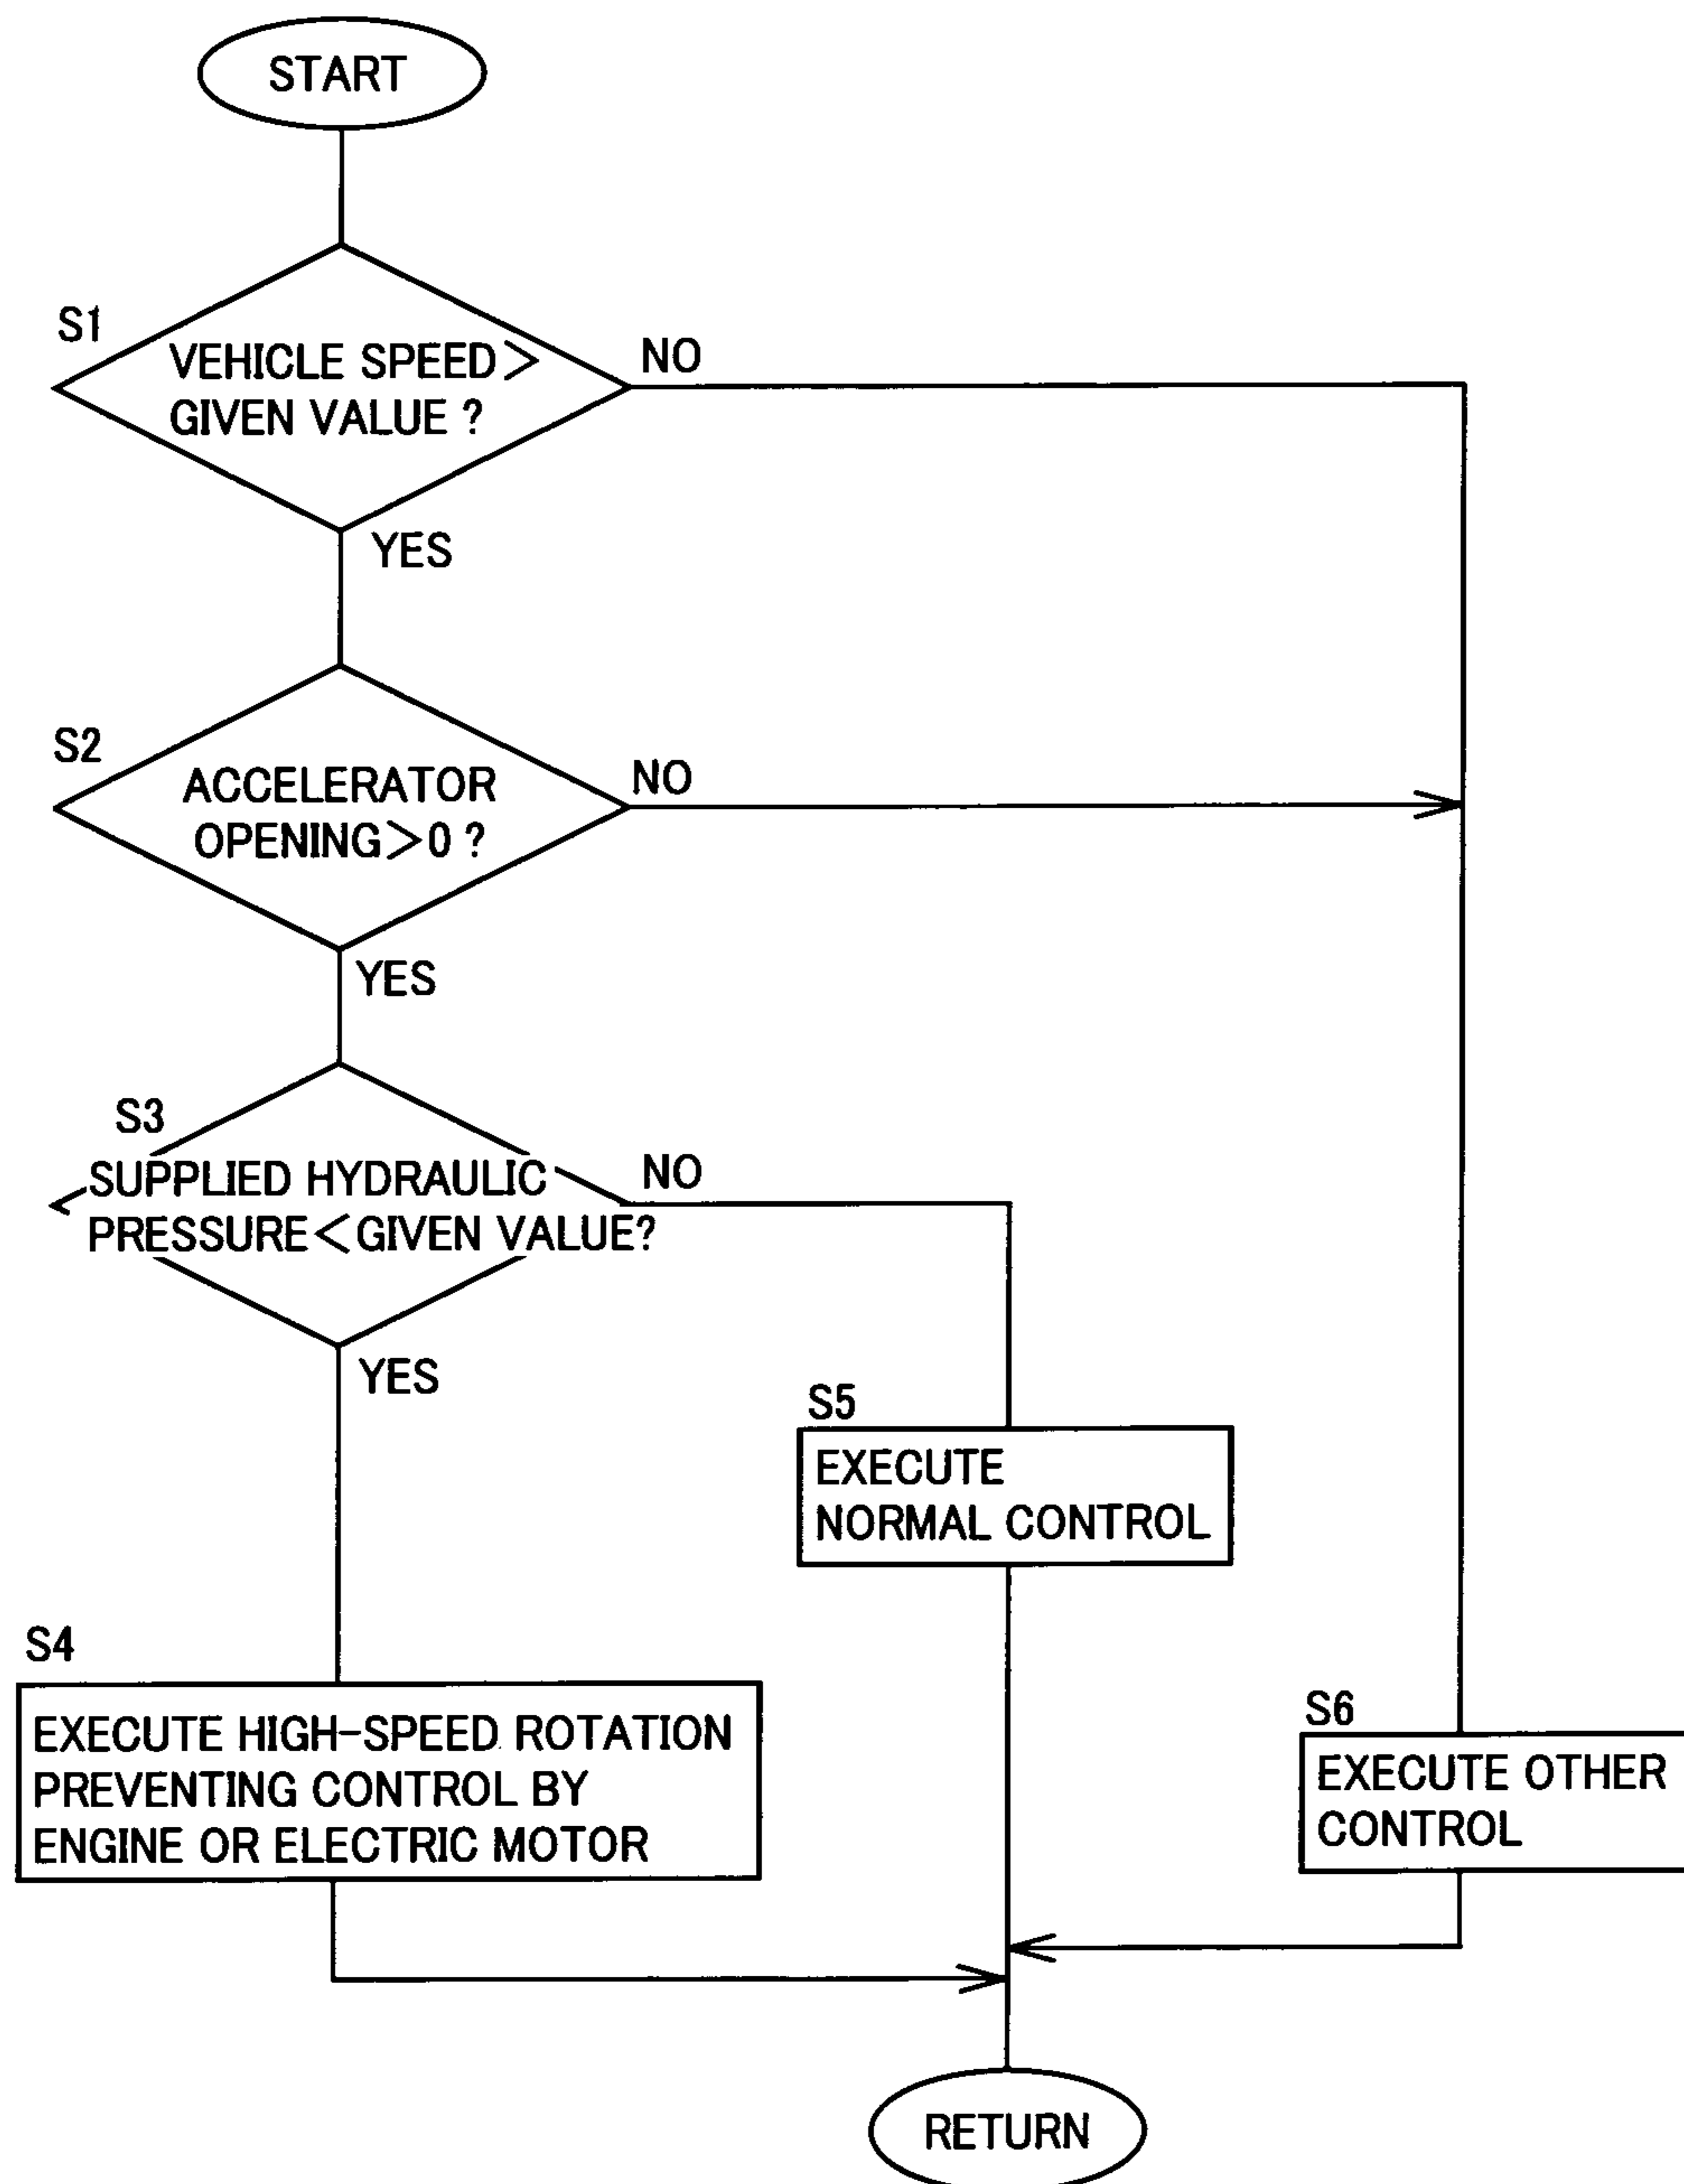 START
S1
VEHICLE SPEED>
GIVEN VALUE ?
NO
YES
S2
ACCELERATOR
OPENING>0 ?
NO
YES
S3
SUPPLIED HYDRAULIC
PRESSURE<GIVEN VALUE?
NO
YES
S5
EXECUTE
NORMAL CONTROL
S4
EXECUTE HIGH-SPEED ROTATION
PREVENTING CONTROL BY
ENGINE OR ELECTRIC MOTOR
S6
EXECUTE OTHER
CONTROL
RETURN